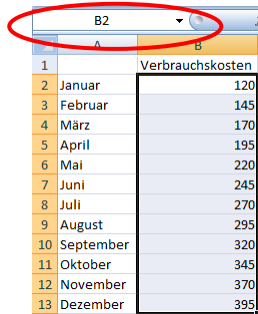 B2
A B
1 Verbrauchskosten
2 Januar 120
3 Februar 145
4 März 170
5 April 195
6 Mai 220
7 Juni 245
8 Juli 270
9 August 295
10 September 320
11 Oktober 345
12 November 370
13 Dezember 395